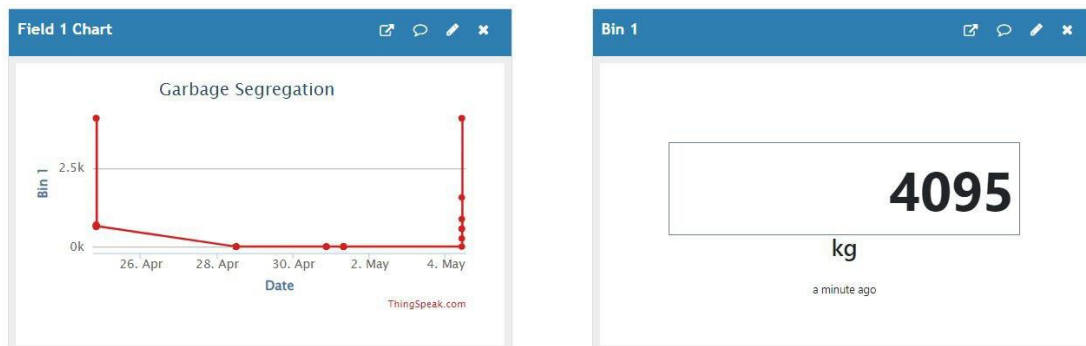 Field 1 Chart
Garbage Segregation
Bin 1
2.5k
0k
26. Apr
28. Apr
30. Apr
2. May
4. May
Date
ThingSpeak.com
Bin 1
4095
kg
a minute ago